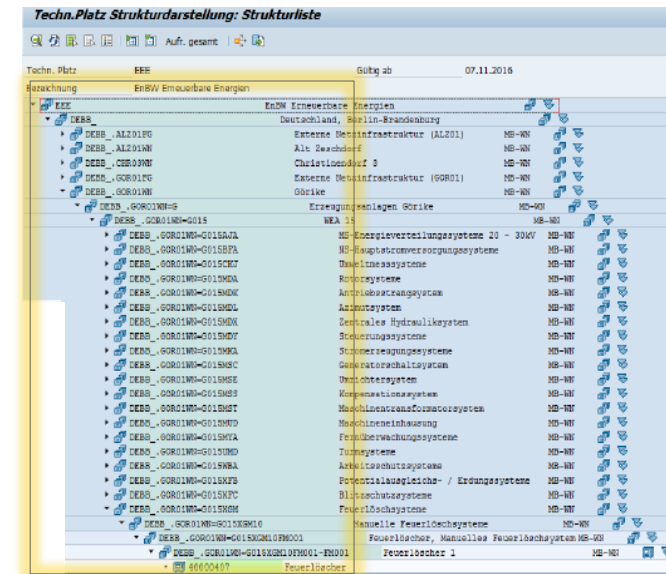 Techn.Platz Strukturdarstellung: Strukturliste
Aufr. gesamt
Techn. Platz EEE Gültig ab 07.11.2016
Bezeichnung EnBW Erneuerbare Energien
EEE EnBW Erneuerbare Energien
DEBB_ Deutschland, Berlin-Brandenburg
DEBB_.ALZ01FG Externe Netzinfrastruktur (ALZ01) MB-WN
DEBB_.ALZ01WN Alt Zeschdorf MB-WN
DEBB_.CHR03WN Christinendorf 3 MB-WN
DEBB_.GOR01FG Externe Netzinfrastruktur (GOR01) MB-WN
DEBB_.GOR01WN Görike MB-WN
DEBB_.GOR01WN=G Erzeugungsanlagen Görike MB-WN
DEBB_.GOR01WN=G015 WEA 15 MB-WN
DEBB_.GOR01WN=G015AJA MS-Energieverteilungssysteme 20 - 30kV MB-WN
DEBB_.GOR01WN=G015BFA NS-Hauptstromversorgungssysteme MB-WN
DEBB_.GOR01WN=G015CKJ Umweltmesssysteme MB-WN
DEBB_.GOR01WN=G015MDA Rotorsysteme MB-WN
DEBB_.GOR01WN=G015MDK Antriebsstrangsystem MB-WN
DEBB_.GOR01WN=G015MDL Azimutsystem MB-WN
DEBB_.GOR01WN=G015MDX Zentrales Hydrauliksystem MB-WN
DEBB_.GOR01WN=G015MDY Steuerungssysteme MB-WN
DEBB_.GOR01WN=G015MKA Stromerzeugungssysteme MB-WN
DEBB_.GOR01WN=G015MSC Generatorschaltsystem MB-WN
DEBB_.GOR01WN=G015MSE Umrichtersystem MB-WN
DEBB_.GOR01WN=G015MSS Kompensationssystem MB-WN
DEBB_.GOR01WN=G015MST Maschinentransformatorsystem MB-WN
DEBB_.GOR01WN=G015MUD Maschineneinhausung MB-WN
DEBB_.GOR01WN=G015MYA Fernüberwachungssysteme MB-WN
DEBB_.GOR01WN=G015UMD Turmsysteme MB-WN
DEBB_.GOR01WN=G015WBA Arbeitsschutzsysteme MB-WN
DEBB_.GOR01WN=G015XFB Potentialausgleichs- / Erdungssysteme MB-WN
DEBB_.GOR01WN=G015XFC Blitzschutzsysteme MB-WN
DEBB_.GOR01WN=G015XGM Feuerlöschsysteme MB-WN
DEBB_.GOR01WN=G015XGM10 Manuelle Feuerlöschsysteme MB-WN
DEBB_.GOR01WN=G015XGM10FM001 Feuerlöscher, Manuelles Feuerlöschsystem MB-WN
DEBB_.GOR01WN=G015XGM10FM001-FM001 Feuerlöscher 1 MB-WN
40000407 Feuerlöscher